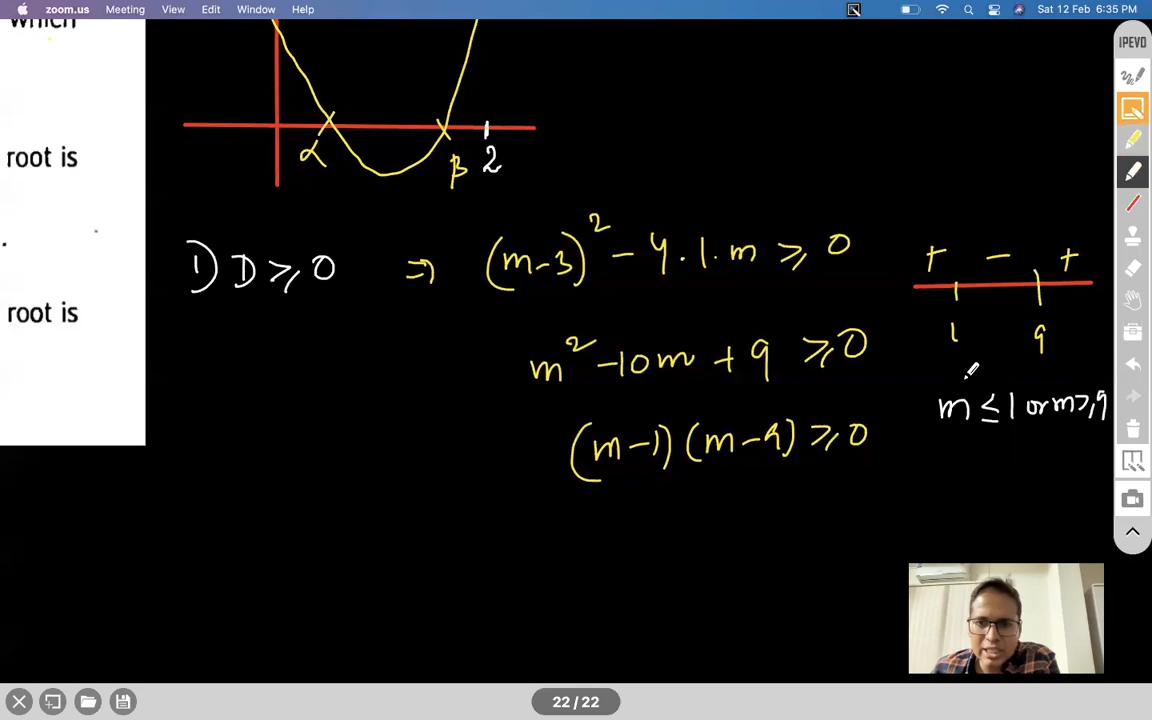 zoom.us Meeting View Edit Window Help Sat 12 Feb 6:35 PM
which
IPEVO
root is
α β 2
1) D ≥ 0 ⇒ (m-3)² - 4·1·m ≥ 0
+ - +
1 9
root is
m² - 10m + 9 ≥ 0
m ≤ 1 or m ≥ 9
(m-1)(m-9) ≥ 0
22 / 22